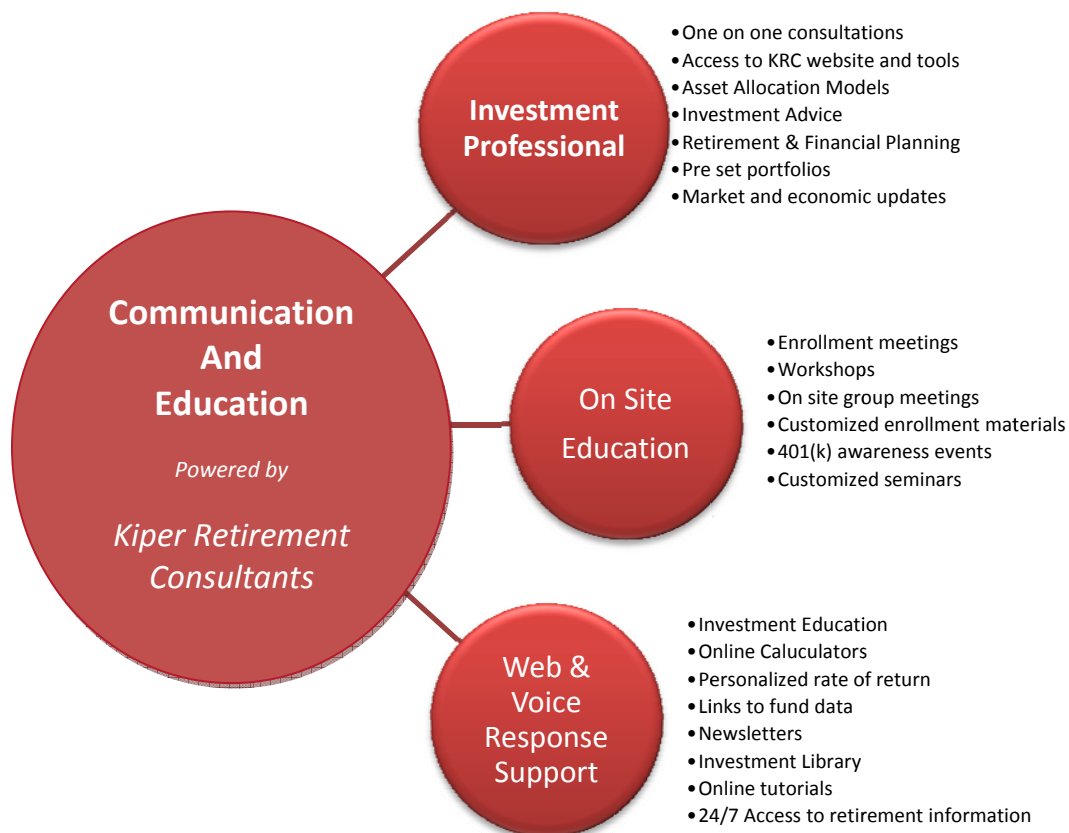 Investment
Professional
•One on one consultations
•Access to KRC website and tools
•Asset Allocation Models
•Investment Advice
•Retirement & Financial Planning
•Pre set portfolios
•Market and economic updates
Communication
And
Education
Powered by
Kiper Retirement
Consultants
On Site
Education
•Enrollment meetings
•Workshops
•On site group meetings
•Customized enrollment materials
•401(k) awareness events
•Customized seminars
Web &
Voice
Response
Support
•Investment Education
•Online Caluculators
•Personalized rate of return
•Links to fund data
•Newsletters
•Investment Library
•Online tutorials
•24/7 Access to retirement information